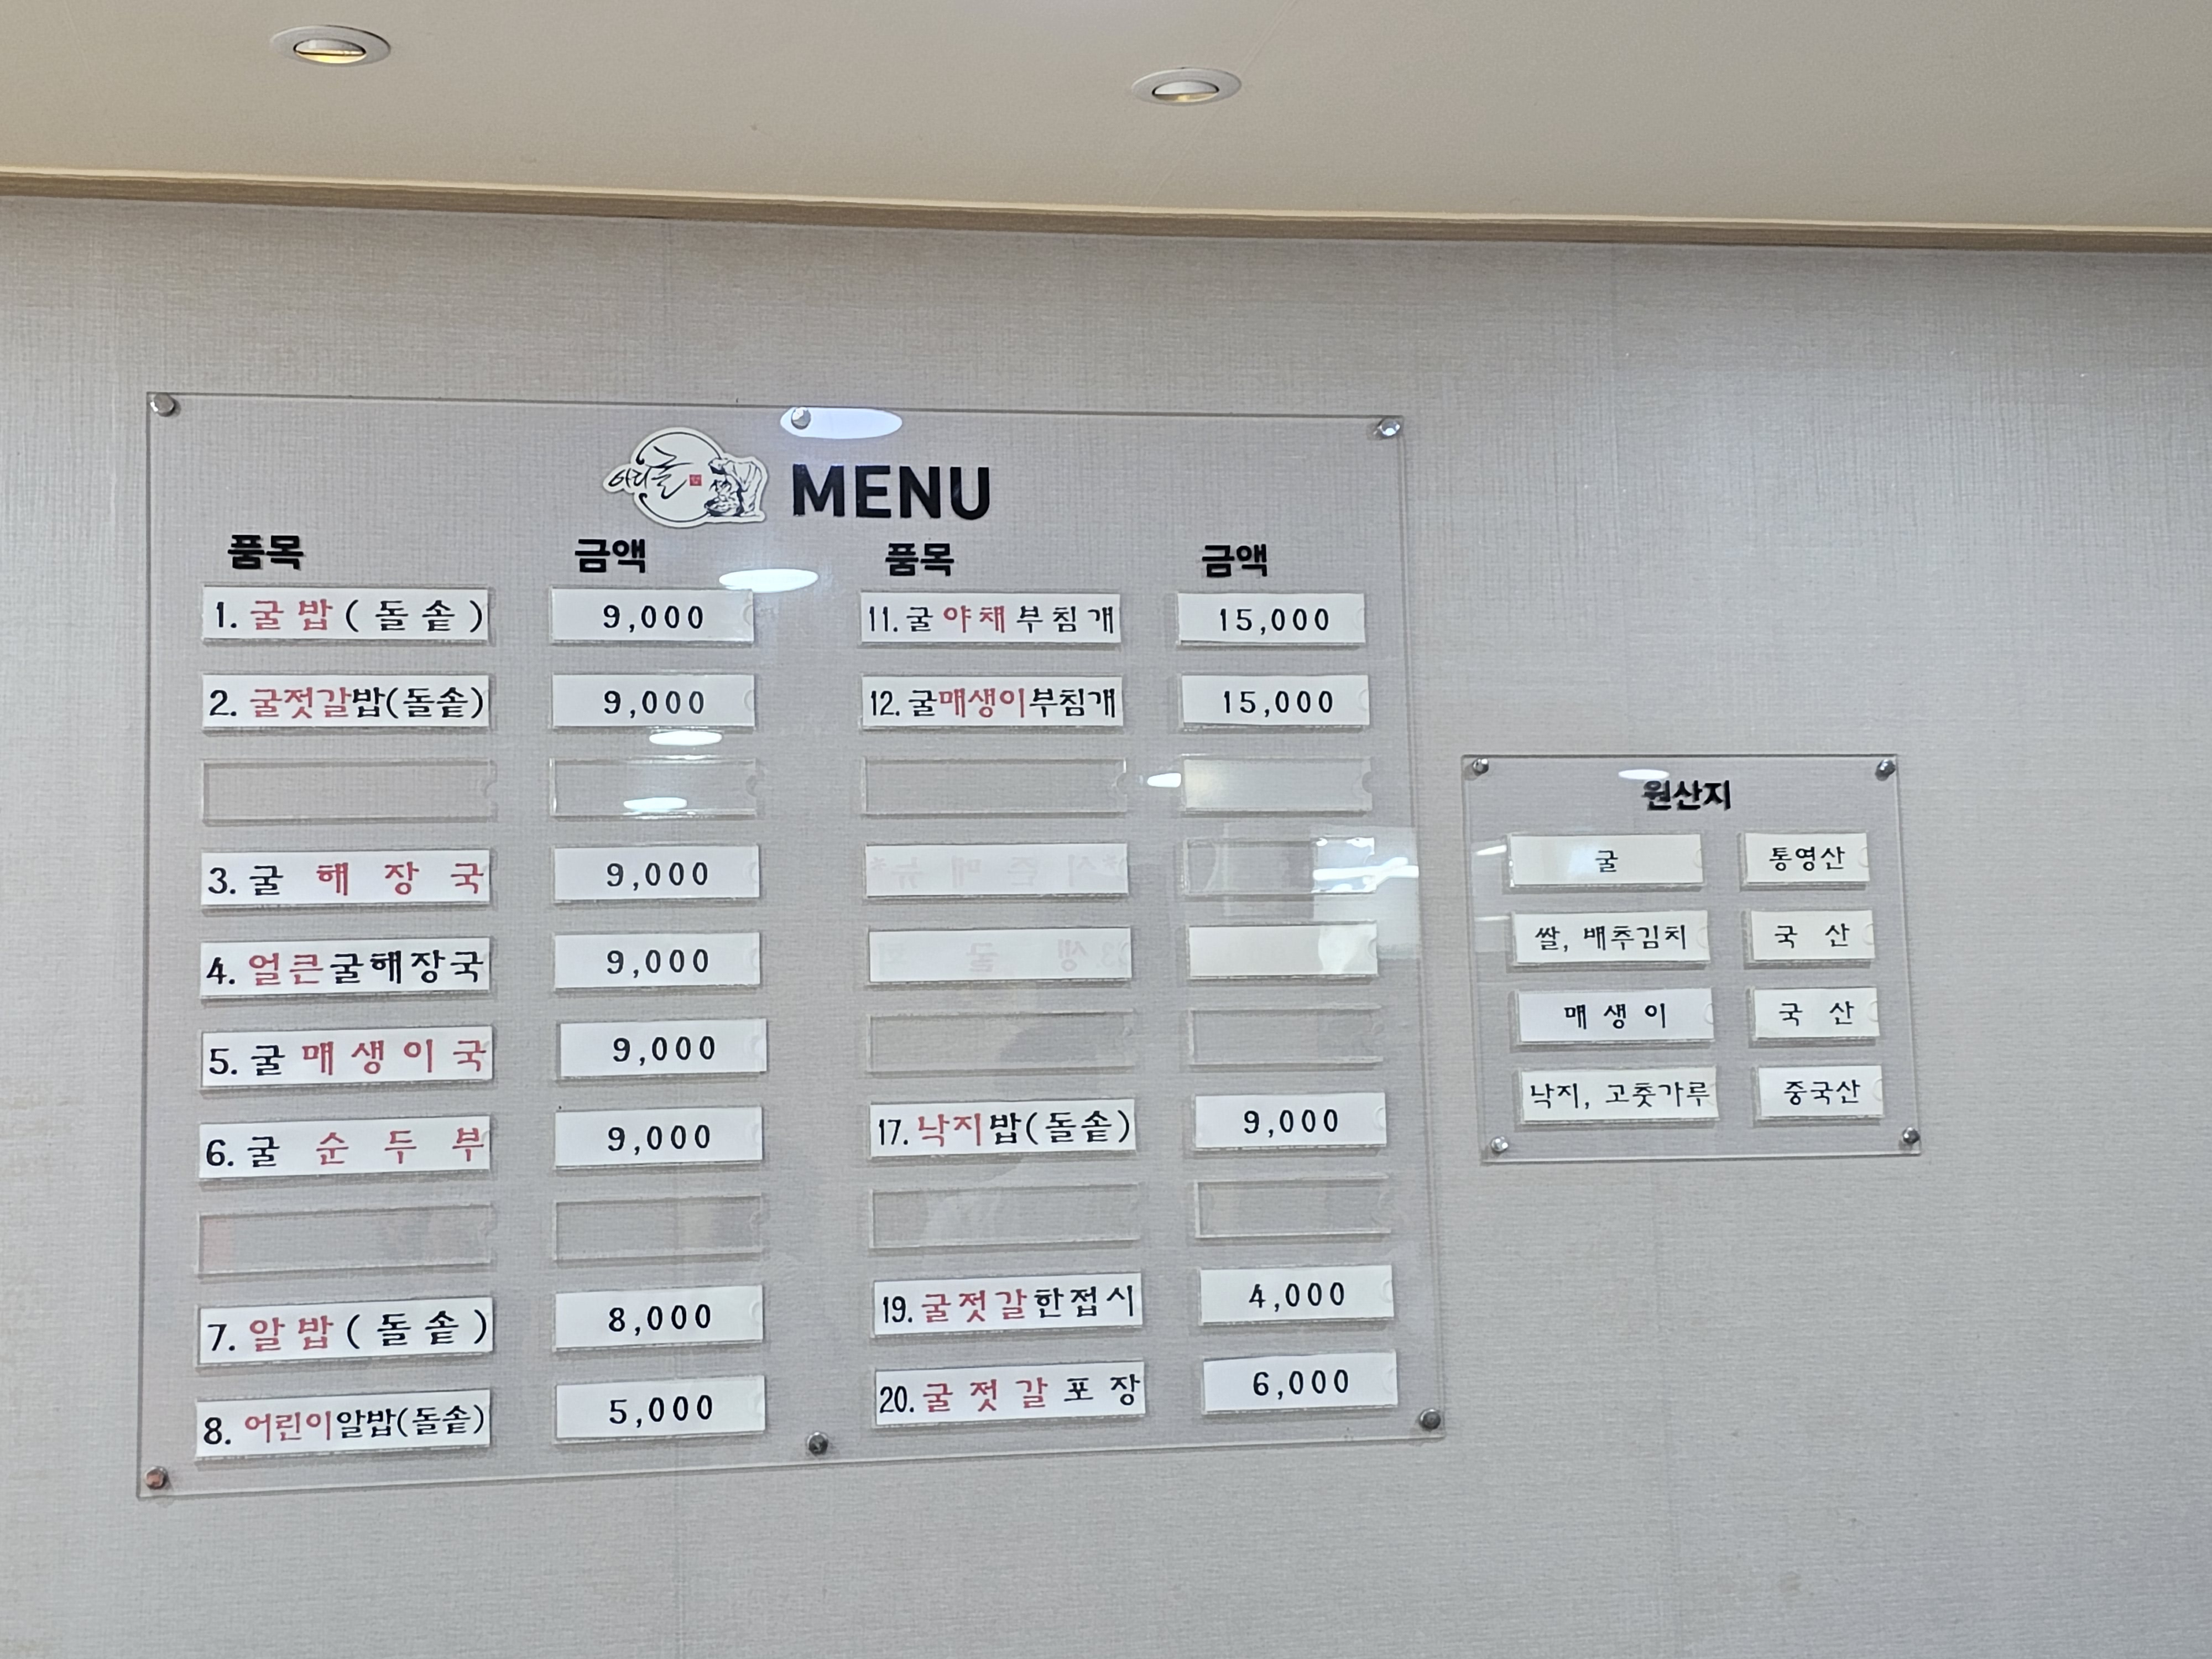 MENU
품목 금액 품목 금액
1. 굴밥(돌솥) 9,000 11. 굴야채부침개 15,000
2. 굴젓갈밥(돌솥) 9,000 12. 굴매생이부침개 15,000
3. 굴해장국 9,000
4. 얼큰굴해장국 9,000
5. 굴매생이국 9,000
6. 굴순두부 9,000 17. 낙지밥(돌솥) 9,000
7. 알밥(돌솥) 8,000 19. 굴젓갈한접시 4,000
8. 어린이알밥(돌솥) 5,000 20. 굴젓갈포장 6,000
원산지
굴 통영산
쌀, 배추김치 국산
매생이 국산
낙지, 고춧가루 중국산